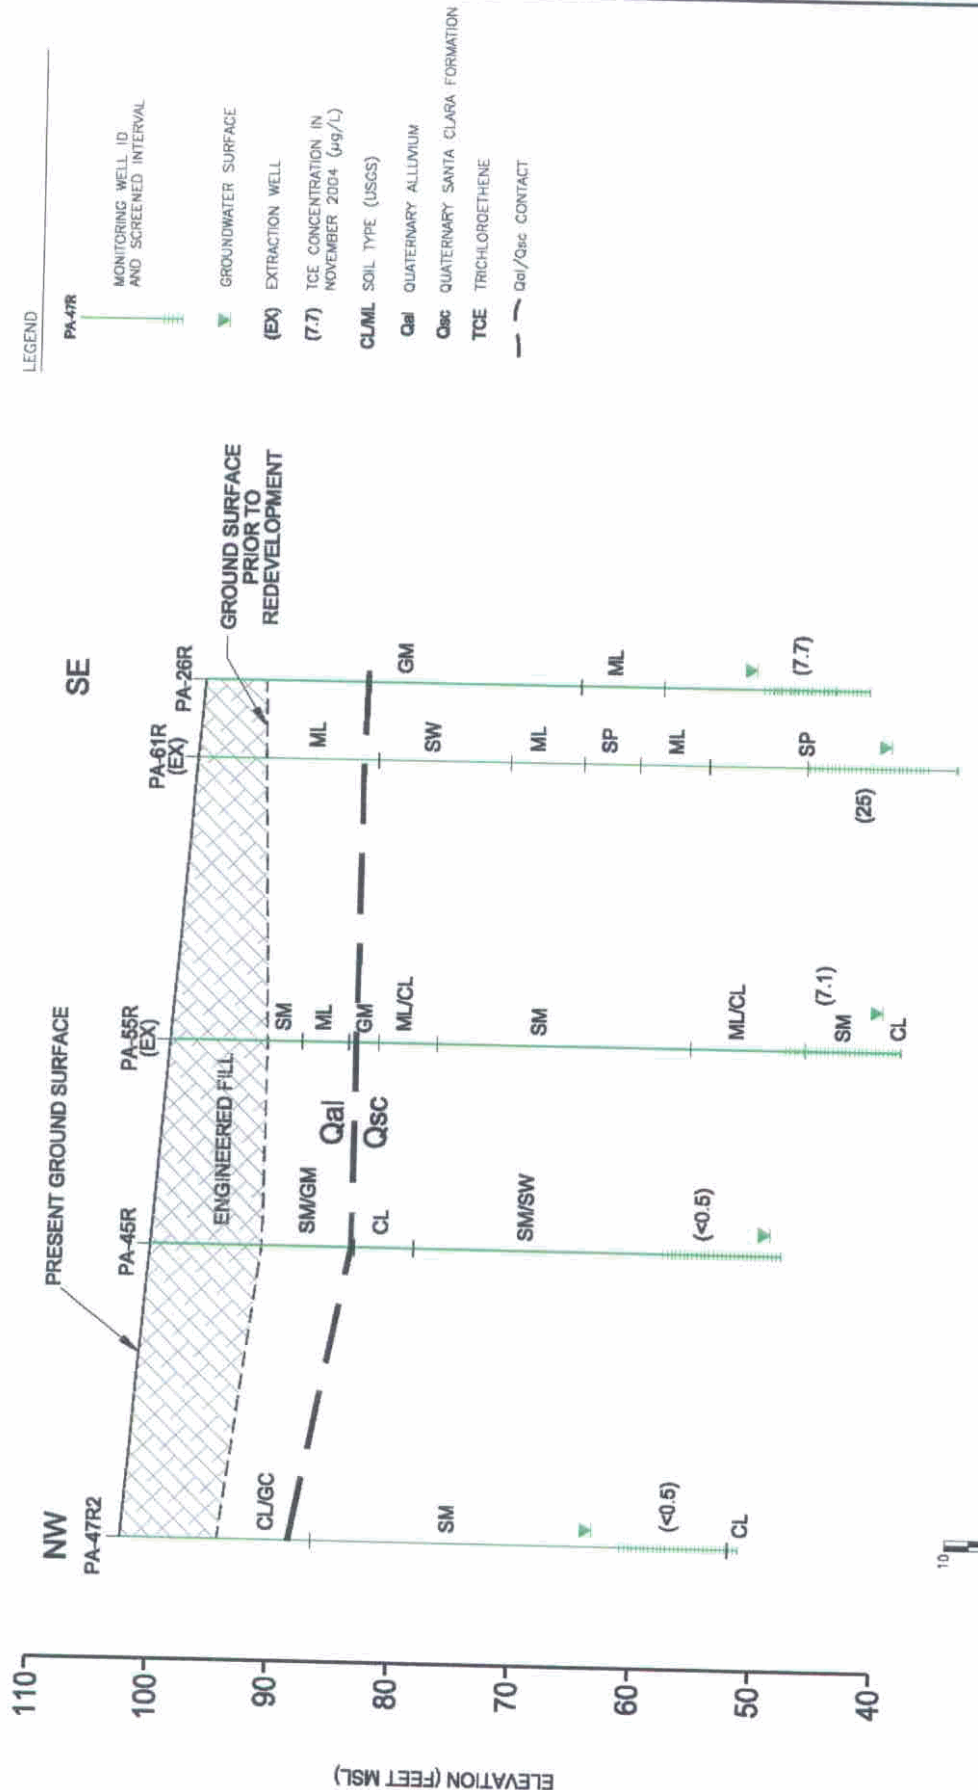 LEGEND
PA-47R
MONITORING WELL ID
AND SCREENED INTERVAL
GROUNDWATER SURFACE
(EX) EXTRACTION WELL
(7.7) TCE CONCENTRATION IN
NOVEMBER 2004 (µg/L)
CL/ML SOIL TYPE (USGS)
Qal QUATERNARY ALLUVIUM
Qsc QUATERNARY SANTA CLARA FORMATION
TCE TRICHLOROETHENE
Qal/Qsc CONTACT
NW
SE
PRESENT GROUND SURFACE
GROUND SURFACE
PRIOR TO
REDEVELOPMENT
ENGINEERED FILL
Qal
Qsc
PA-47R2
CL/GC
SM
(<0.5)
CL
PA-45R
SM/GM
CL
SM/SW
(<0.5)
PA-55R
(EX)
SM
ML
GM
ML/CL
SM
ML/CL
(7.1)
SM
CL
PA-61R
(EX)
ML
SW
ML
SP
ML
SP
(25)
PA-26R
GM
ML
(7.7)
110
100
90
80
70
60
50
40
ELEVATION (FEET MSL)
10